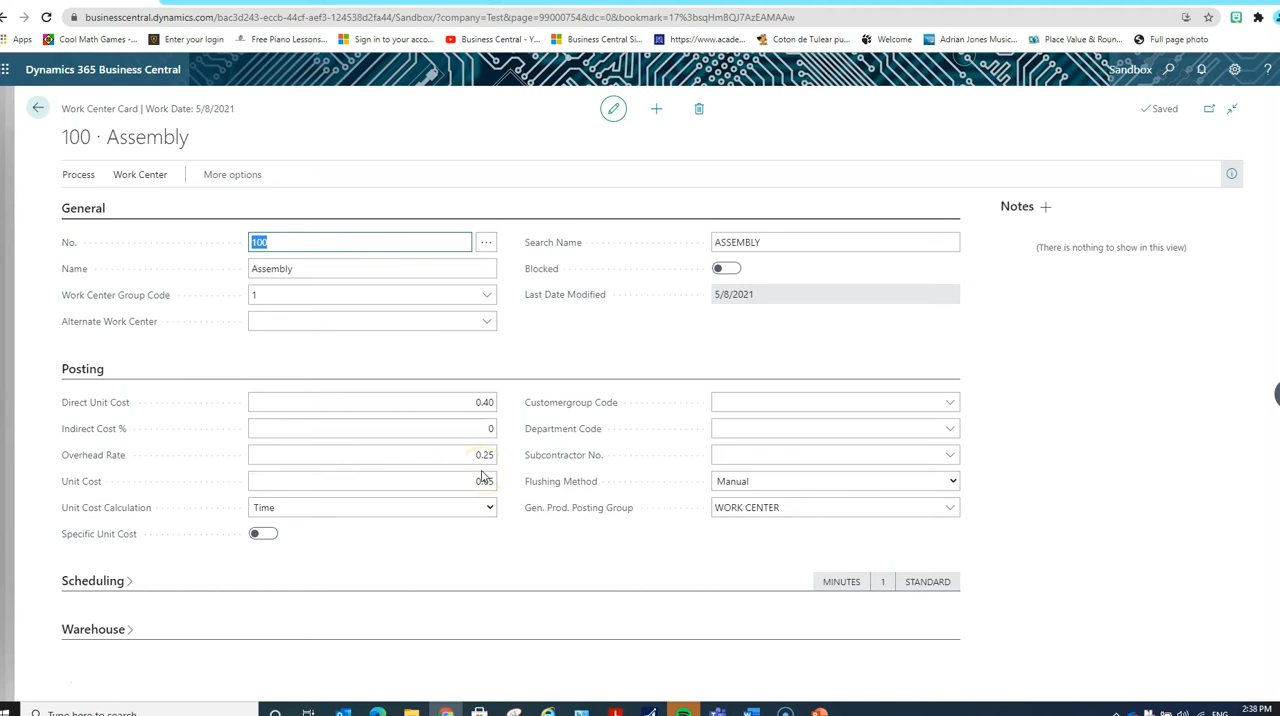 businesscentral.dynamics.com/bac3d243-eccb-44cf-aef3-124538d2fa44/Sandbox/?company=Test&page=99000754&dc=0&bookmark=17%3bsqHmBQJ7AzEAMAAw
Apps Cool Math Games -... Enter your login Free Piano Lessons... Sign in to your acco... Business Central - Y... Business Central Si... https://www.acade... Coton de Tulear pu... Welcome Adrian Jones Music... Place Value & Roun... Full page photo
Dynamics 365 Business Central Sandbox ?
Work Center Card | Work Date: 5/8/2021 Saved
100 · Assembly
Process Work Center More options
General
Notes
No. 100 Search Name ASSEMBLY
(There is nothing to show in this view)
Name Assembly Blocked
Work Center Group Code 1 Last Date Modified 5/8/2021
Alternate Work Center
Posting
Direct Unit Cost 0.40 Customergroup Code
Indirect Cost % 0 Department Code
Overhead Rate 0.25 Subcontractor No.
Unit Cost Flushing Method Manual
Unit Cost Calculation Time Gen. Prod. Posting Group WORK CENTER
Specific Unit Cost
Scheduling MINUTES 1 STANDARD
Warehouse
Type here to search ENG 2:38 PM